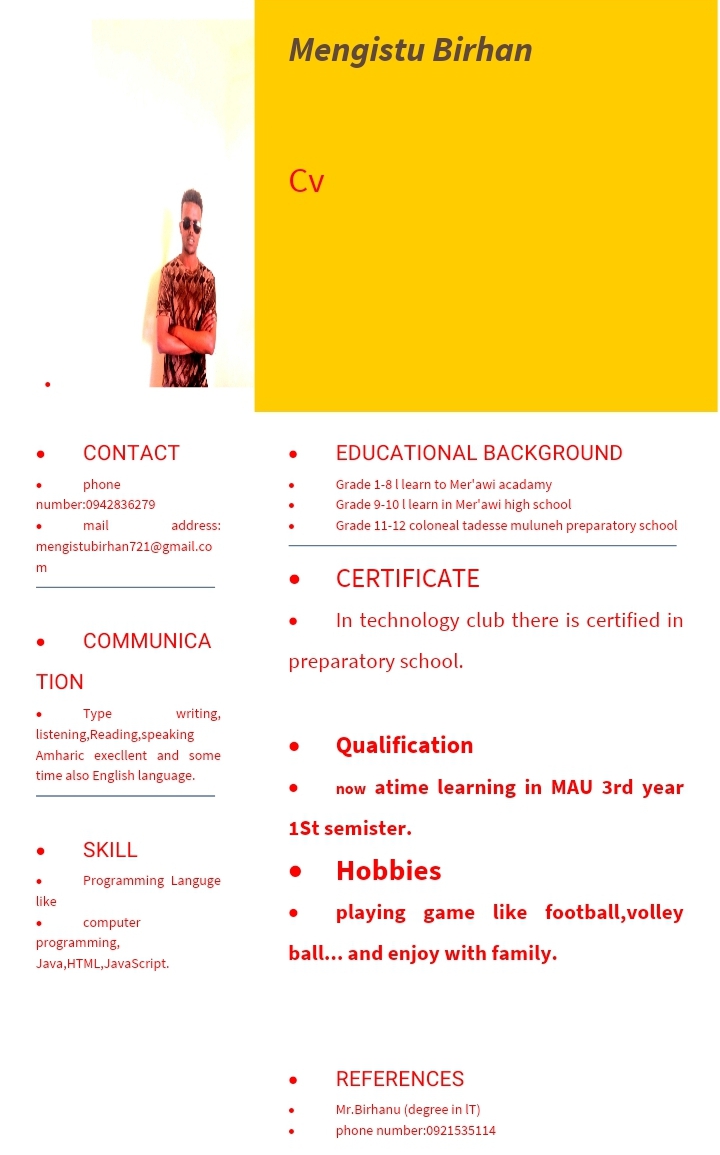 Mengistu Birhan
Cv
•
• CONTACT
• phone
number:0942836279
• mail address:
mengistubirhan721@gmail.co
m
• COMMUNICA
TION
• Type writing,
listening,Reading,speaking
Amharic execllent and some
time also English language.
• SKILL
• Programming Languge
like
• computer
programming,
Java,HTML,JavaScript.
• EDUCATIONAL BACKGROUND
• Grade 1-8 l learn to Mer'awi acadamy
• Grade 9-10 l learn in Mer'awi high school
• Grade 11-12 coloneal tadesse muluneh preparatory school
• CERTIFICATE
• In technology club there is certified in
preparatory school.
• Qualification
• now atime learning in MAU 3rd year
1St semister.
• Hobbies
• playing game like football,volley
ball... and enjoy with family.
• REFERENCES
• Mr.Birhanu (degree in lT)
• phone number:0921535114